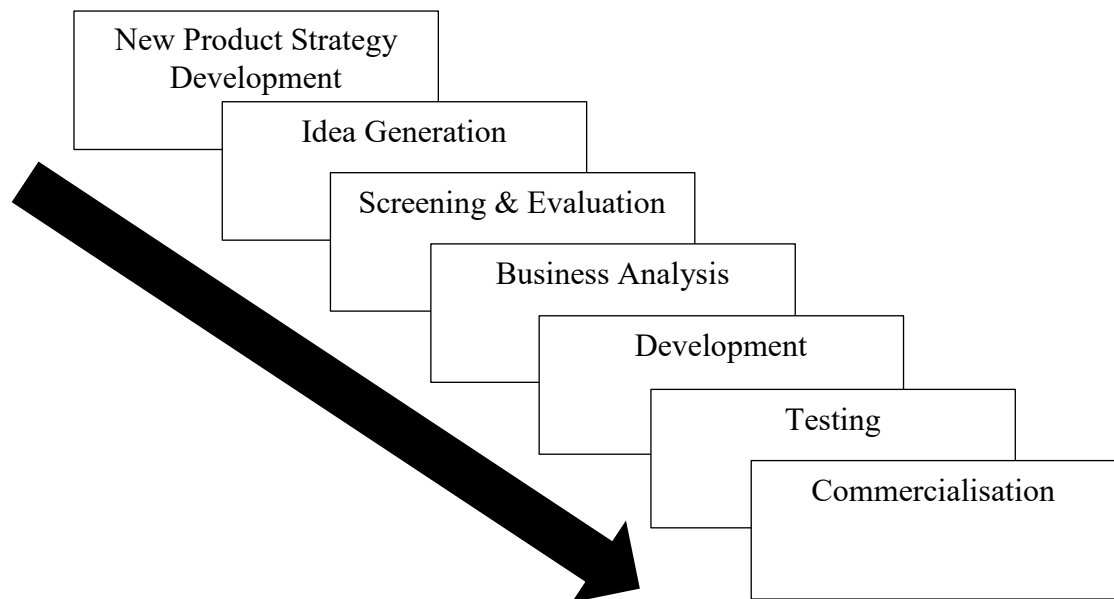 New Product Strategy
Development
Idea Generation
Screening & Evaluation
Business Analysis
Development
Testing
Commercialisation